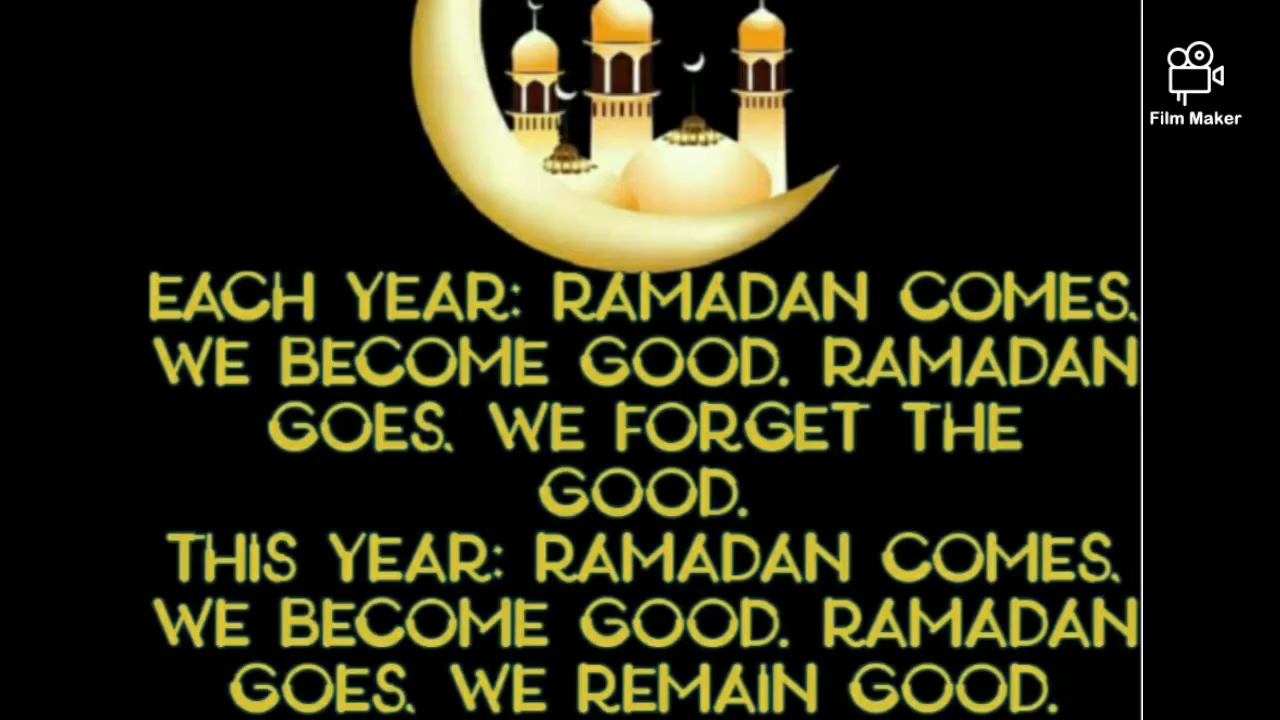 EACH YEAR: RAMADAN COMES.
WE BECOME GOOD. RAMADAN
GOES. WE FORGET THE
GOOD.
THIS YEAR: RAMADAN COMES.
WE BECOME GOOD. RAMADAN
GOES. WE REMAIN GOOD.
Film Maker